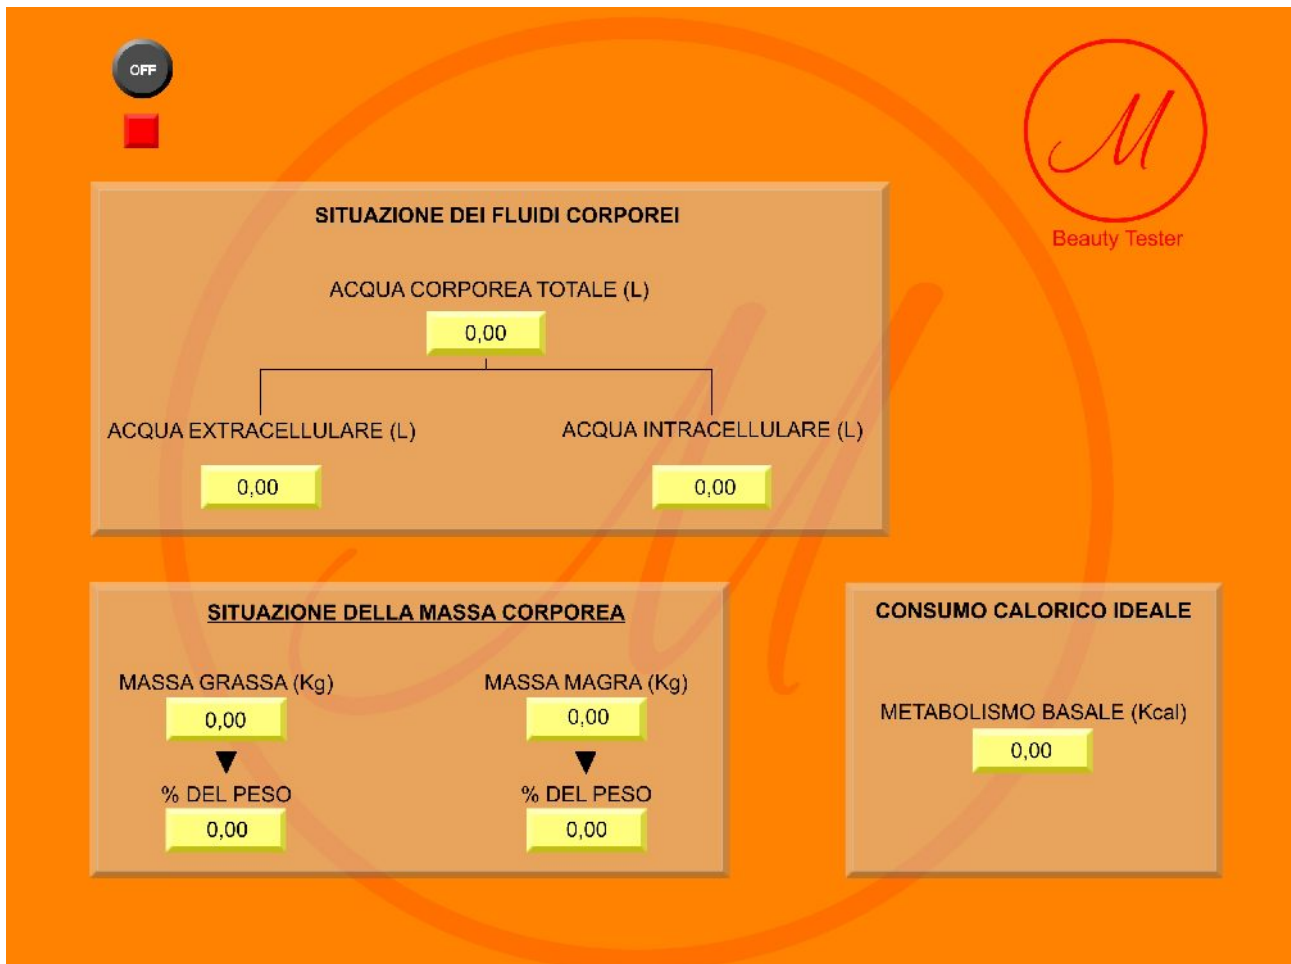 OFF
M
Beauty Tester
SITUAZIONE DEI FLUIDI CORPOREI
ACQUA CORPOREA TOTALE (L)
0,00
ACQUA EXTRACELLULARE (L)
ACQUA INTRACELLULARE (L)
0,00
0,00
SITUAZIONE DELLA MASSA CORPOREA
MASSA GRASSA (Kg)
MASSA MAGRA (Kg)
0,00
0,00
% DEL PESO
% DEL PESO
0,00
0,00
CONSUMO CALORICO IDEALE
METABOLISMO BASALE (Kcal)
0,00
M